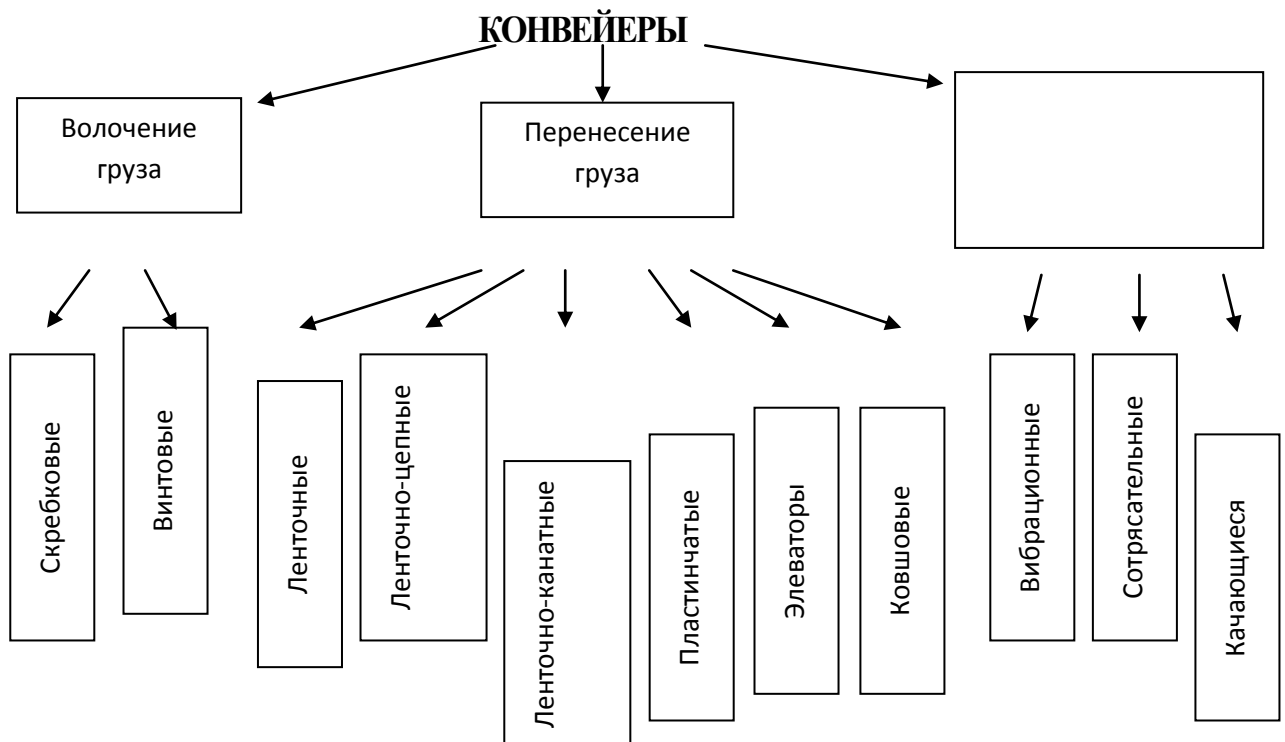 КОНВЕЙЕРЫ
Волочение
груза
Перенесение
груза
Скребковые
Винтовые
Ленточные
Ленточно-цепные
Ленточно-канатные
Пластинчатые
Элеваторы
Ковшовые
Вибрационные
Сотрясательные
Качающиеся